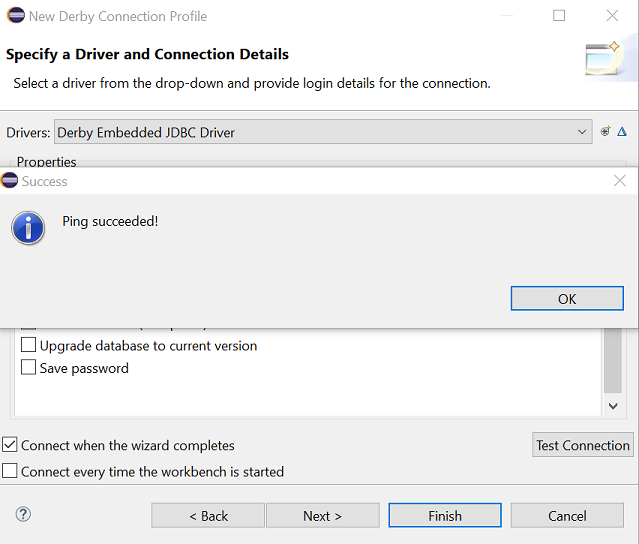 New Derby Connection Profile
Specify a Driver and Connection Details
Select a driver from the drop-down and provide login details for the connection.
Drivers: Derby Embedded JDBC Driver
Properties
Success
Ping succeeded!
OK
Upgrade database to current version
Save password
Connect when the wizard completes
Test Connection
Connect every time the workbench is started
< Back Next > Finish Cancel